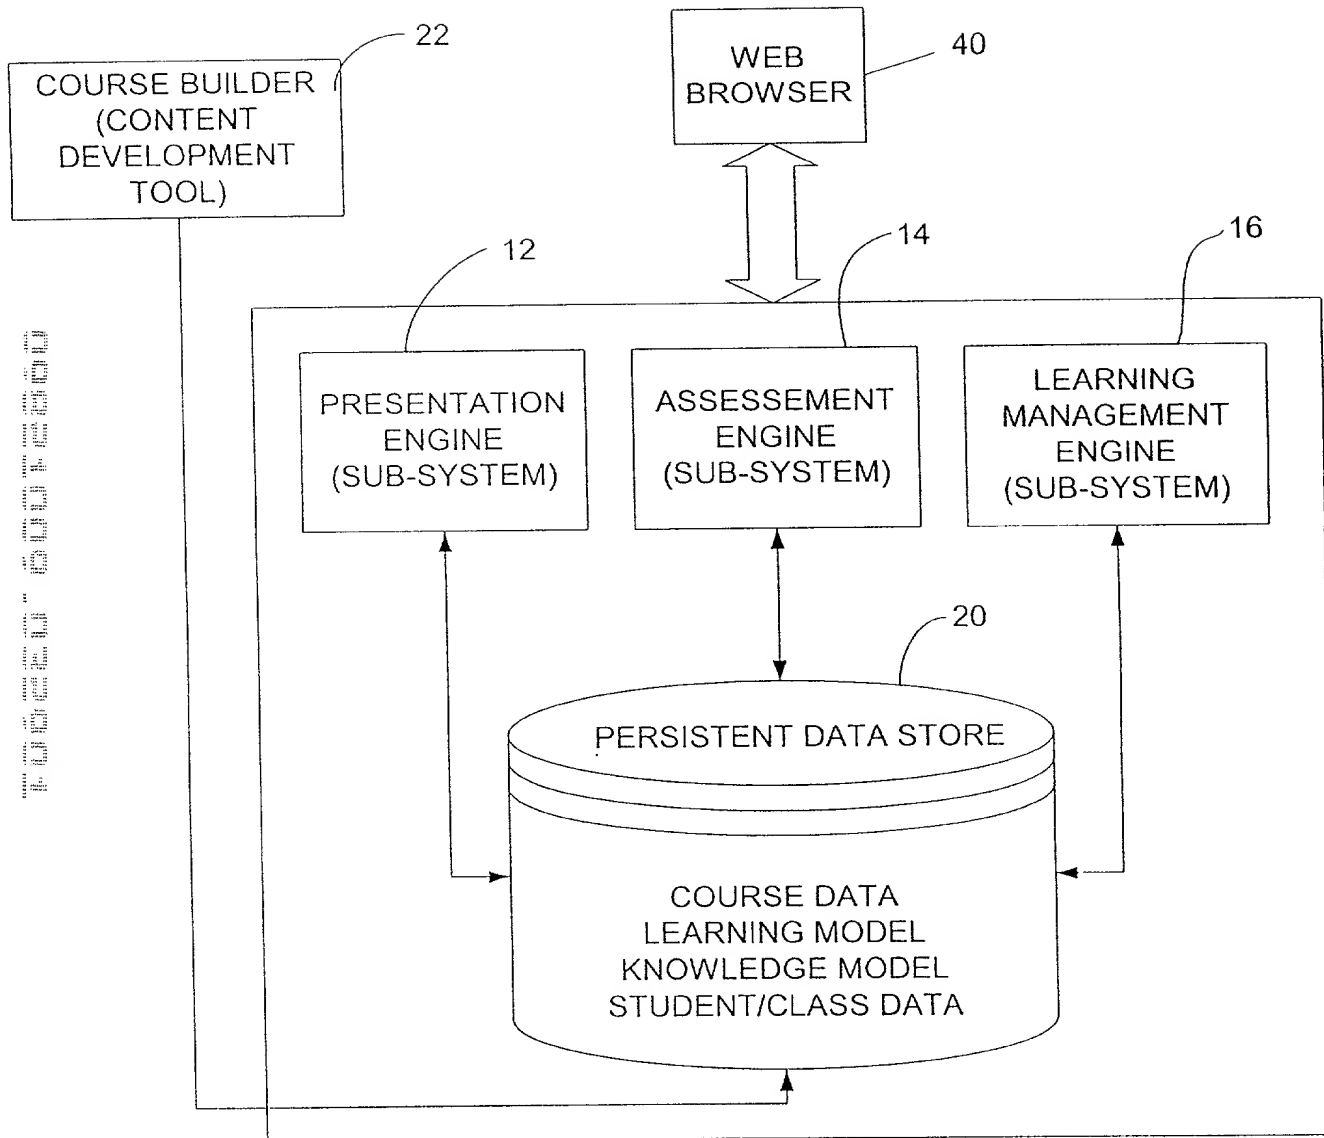 22
COURSE BUILDER
(CONTENT
DEVELOPMENT
TOOL)
WEB
BROWSER
40
12
14
16
PRESENTATION
ENGINE
(SUB-SYSTEM)
ASSESSEMENT
ENGINE
(SUB-SYSTEM)
LEARNING
MANAGEMENT
ENGINE
(SUB-SYSTEM)
20
PERSISTENT DATA STORE
COURSE DATA
LEARNING MODEL
KNOWLEDGE MODEL
STUDENT/CLASS DATA